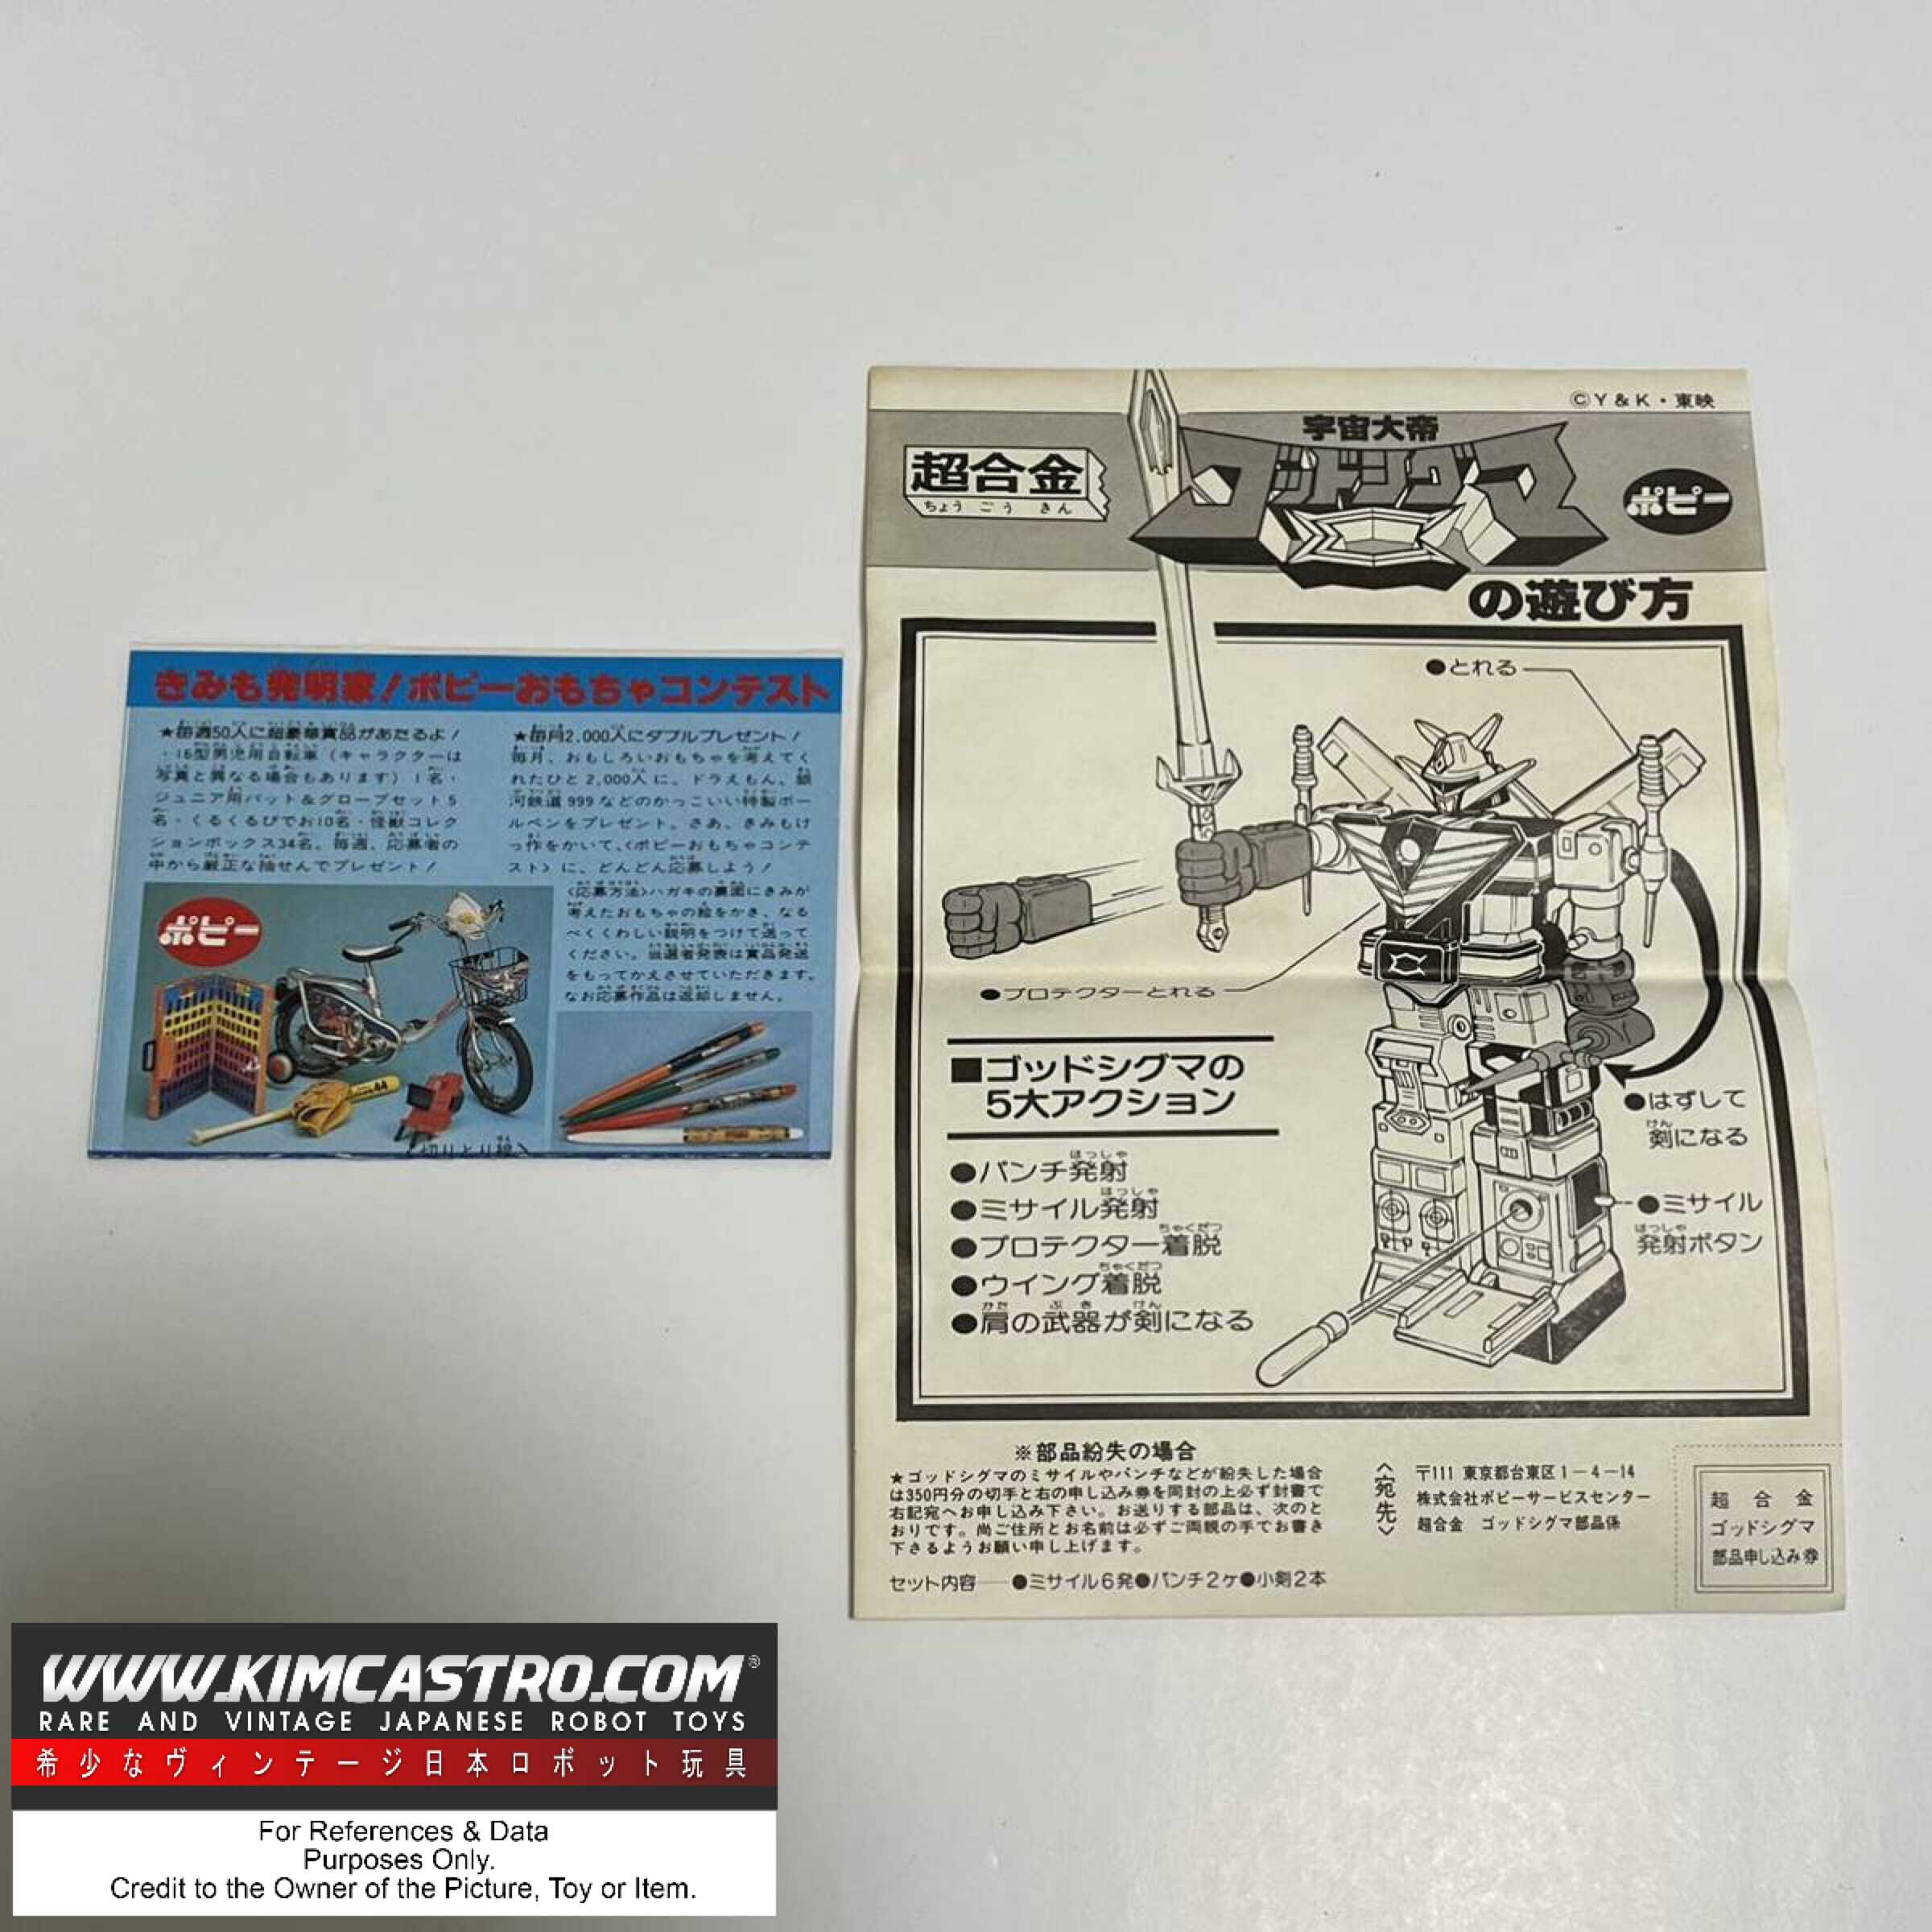 きみも発明家！ポピーおもちゃコンテスト
★毎週50人に超豪華賞品があたるよ！
・16型男児用自転車（キャラクターは
写真と異なる場合もあります）1名・
ジュニア用バット＆グローブセット5
名・くるくるびでお10名・怪獣コレク
ションボックス34名。毎週、応募者の
中から厳正な抽せんでプレゼント！
★毎月2.000人にダブルプレゼント！
毎月、おもしろいおもちゃを考えてく
れたひと2,000人に、ドラえもん、銀
河鉄道999などのかっこいい特製ボー
ルペンをプレゼント。さあ、きみもけ
っ作をかいて、〈ポピーおもちゃコンテ
スト〉に、どんどん応募しよう！
〈応募方法〉ハガキの裏面にきみが
考えたおもちゃの絵をかき、なる
べくくわしい説明をつけて送って
ください。当選者発表は賞品発送
をもってかえさせていただきます。
なお応募作品は返却しません。
ポピー
44
〈切りとり線〉
©Y＆K・東映
超合金
ちょうごうきん
宇宙大帝
ゴッドシグマ
ポピー
の遊び方
●とれる
●プロテクターとれる
■ゴッドシグマの
5大アクション
●パンチ発射
●ミサイル発射
●プロテクター着脱
●ウイング着脱
●肩の武器が剣になる
●はずして
剣になる
●ミサイル
発射ボタン
※部品紛失の場合
★ゴッドシグマのミサイルやパンチなどが紛失した場合
は350円分の切手と右の申し込み券を同封の上必ず封書で
右記宛へお申し込み下さい。お送りする部品は、次のと
おりです。尚ご住所とお名前は必ずご両親の手でお書き
下さるようお願い申し上げます。
セット内容──●ミサイル6発●パンチ2ケ●小剣2本
〈宛先〉
〒111 東京都台東区1－4－14
株式会社ポピーサービスセンター
超合金 ゴッドシグマ部品係
超合金
ゴッドシグマ
部品申し込み券
WWW.KIMCASTRO.COM®
RARE AND VINTAGE JAPANESE ROBOT TOYS
希少なヴィンテージ日本ロボット玩具
For References & Data
Purposes Only.
Credit to the Owner of the Picture, Toy or Item.